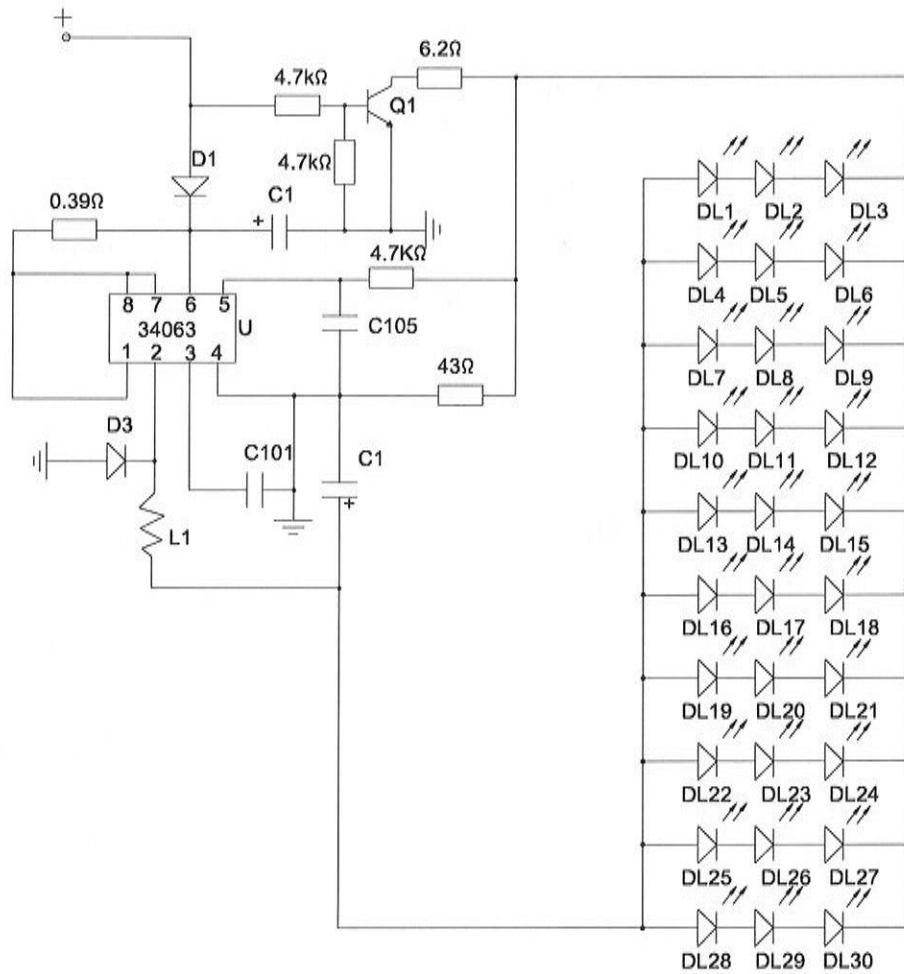 +
6.2Ω
4.7kΩ
Q1
4.7kΩ
D1
C1
0.39Ω
+
4.7KΩ
8 7 6 5
34063 U
1 2 3 4
C105
43Ω
D3
C101
C1
+
L1
DL1 DL2 DL3
DL4 DL5 DL6
DL7 DL8 DL9
DL10 DL11 DL12
DL13 DL14 DL15
DL16 DL17 DL18
DL19 DL20 DL21
DL22 DL23 DL24
DL25 DL26 DL27
DL28 DL29 DL30